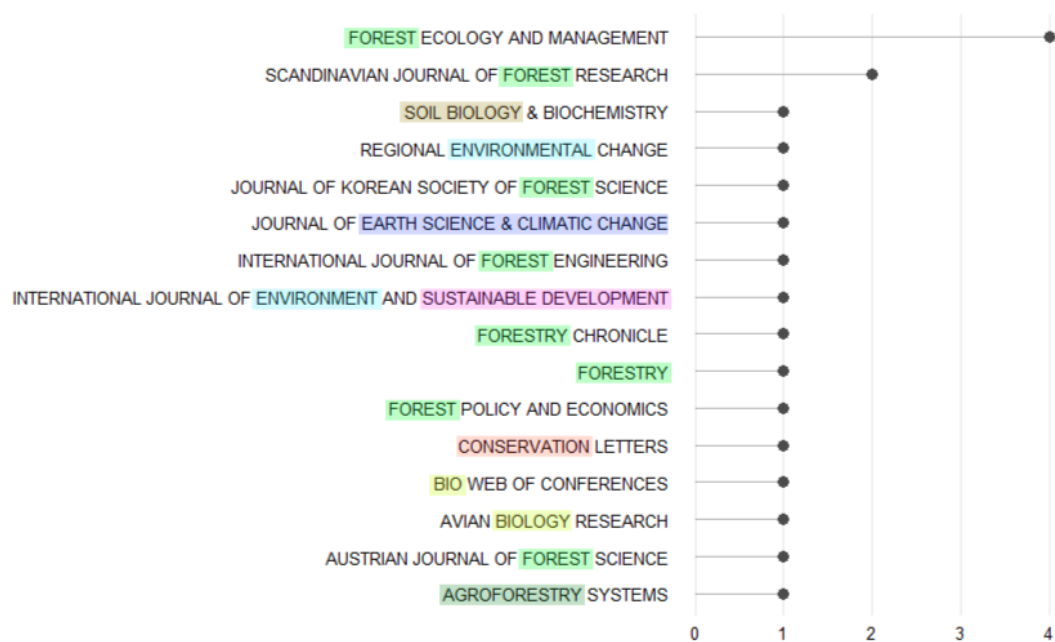 FOREST ECOLOGY AND MANAGEMENT
SCANDINAVIAN JOURNAL OF FOREST RESEARCH
SOIL BIOLOGY & BIOCHEMISTRY
REGIONAL ENVIRONMENTAL CHANGE
JOURNAL OF KOREAN SOCIETY OF FOREST SCIENCE
JOURNAL OF EARTH SCIENCE & CLIMATIC CHANGE
INTERNATIONAL JOURNAL OF FOREST ENGINEERING
INTERNATIONAL JOURNAL OF ENVIRONMENT AND SUSTAINABLE DEVELOPMENT
FORESTRY CHRONICLE
FORESTRY
FOREST POLICY AND ECONOMICS
CONSERVATION LETTERS
BIO WEB OF CONFERENCES
AVIAN BIOLOGY RESEARCH
AUSTRIAN JOURNAL OF FOREST SCIENCE
AGROFORESTRY SYSTEMS
0 1 2 3 4